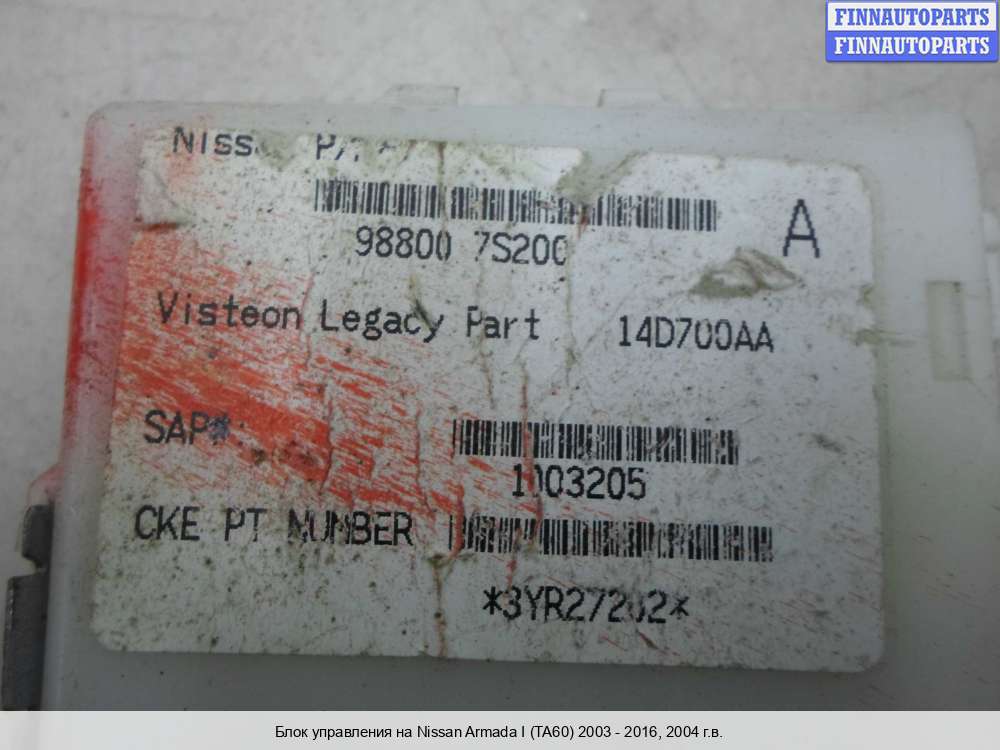 FINNAUTOPARTS
FINNAUTOPARTS
98800 7S200
A
Visteon Legacy Part 14D700AA
SAP#:
1003205
CKE PT NUMBER
*3YR27202*
Блок управления на Nissan Armada I (TA60) 2003 - 2016, 2004 г.в.